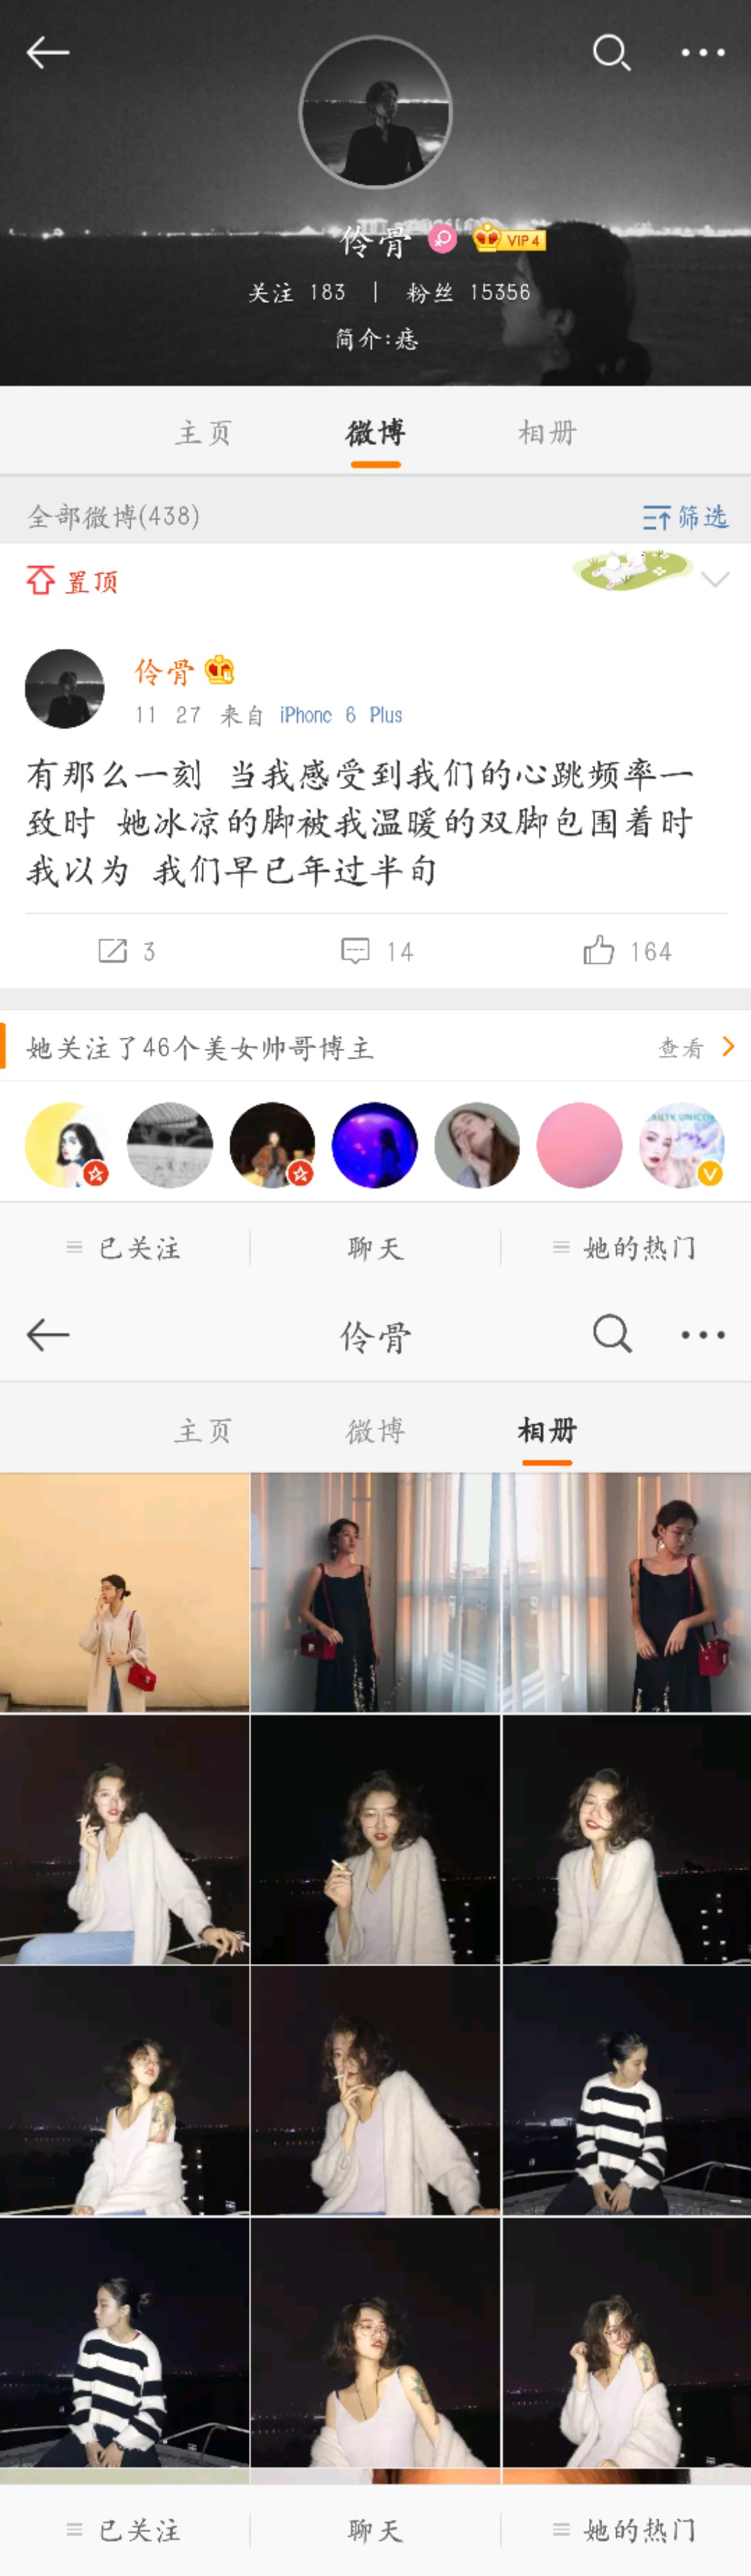 伶骨 VIP 4
关注 183 | 粉丝 15356
简介:痞
主页 微博 相册
全部微博(438) 筛选
置顶
伶骨
11 27 来自 iPhone 6 Plus
有那么一刻 当我感受到我们的心跳频率一
致时 她冰凉的脚被我温暖的双脚包围着时
我以为 我们早已年过半旬
3 14 164
她关注了46个美女帅哥博主 查看
已关注 聊天 她的热门
伶骨
主页 微博 相册
已关注 聊天 她的热门